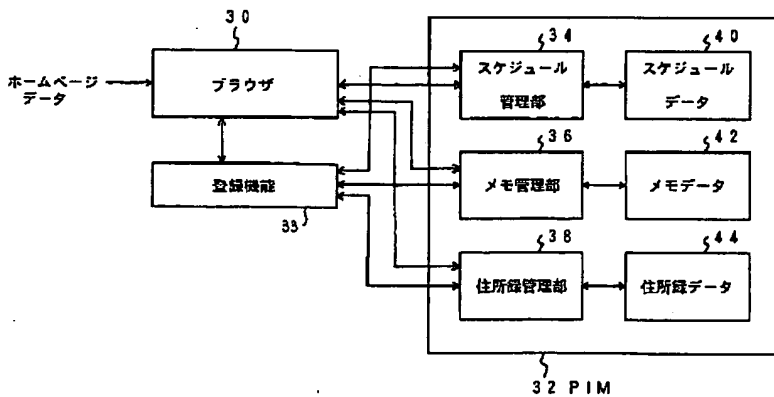 30
ホームページ
データ
ブラウザ
登録機能
33
34
スケジュール
管理部
40
スケジュール
データ
36
メモ管理部
42
メモデータ
38
住所録管理部
44
住所録データ
32 PIM